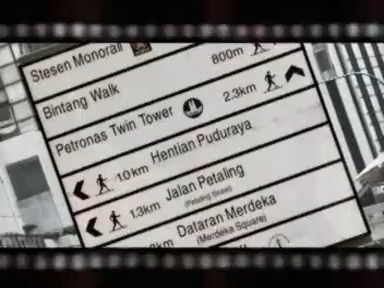 Stesen Monorail
Bintang Walk 800m
Petronas Twin Tower 2.3km
1.0km Hentian Puduraya
1.3km Jalan Petaling
(Petaling Street)
Dataran Merdeka
(Merdeka Square)